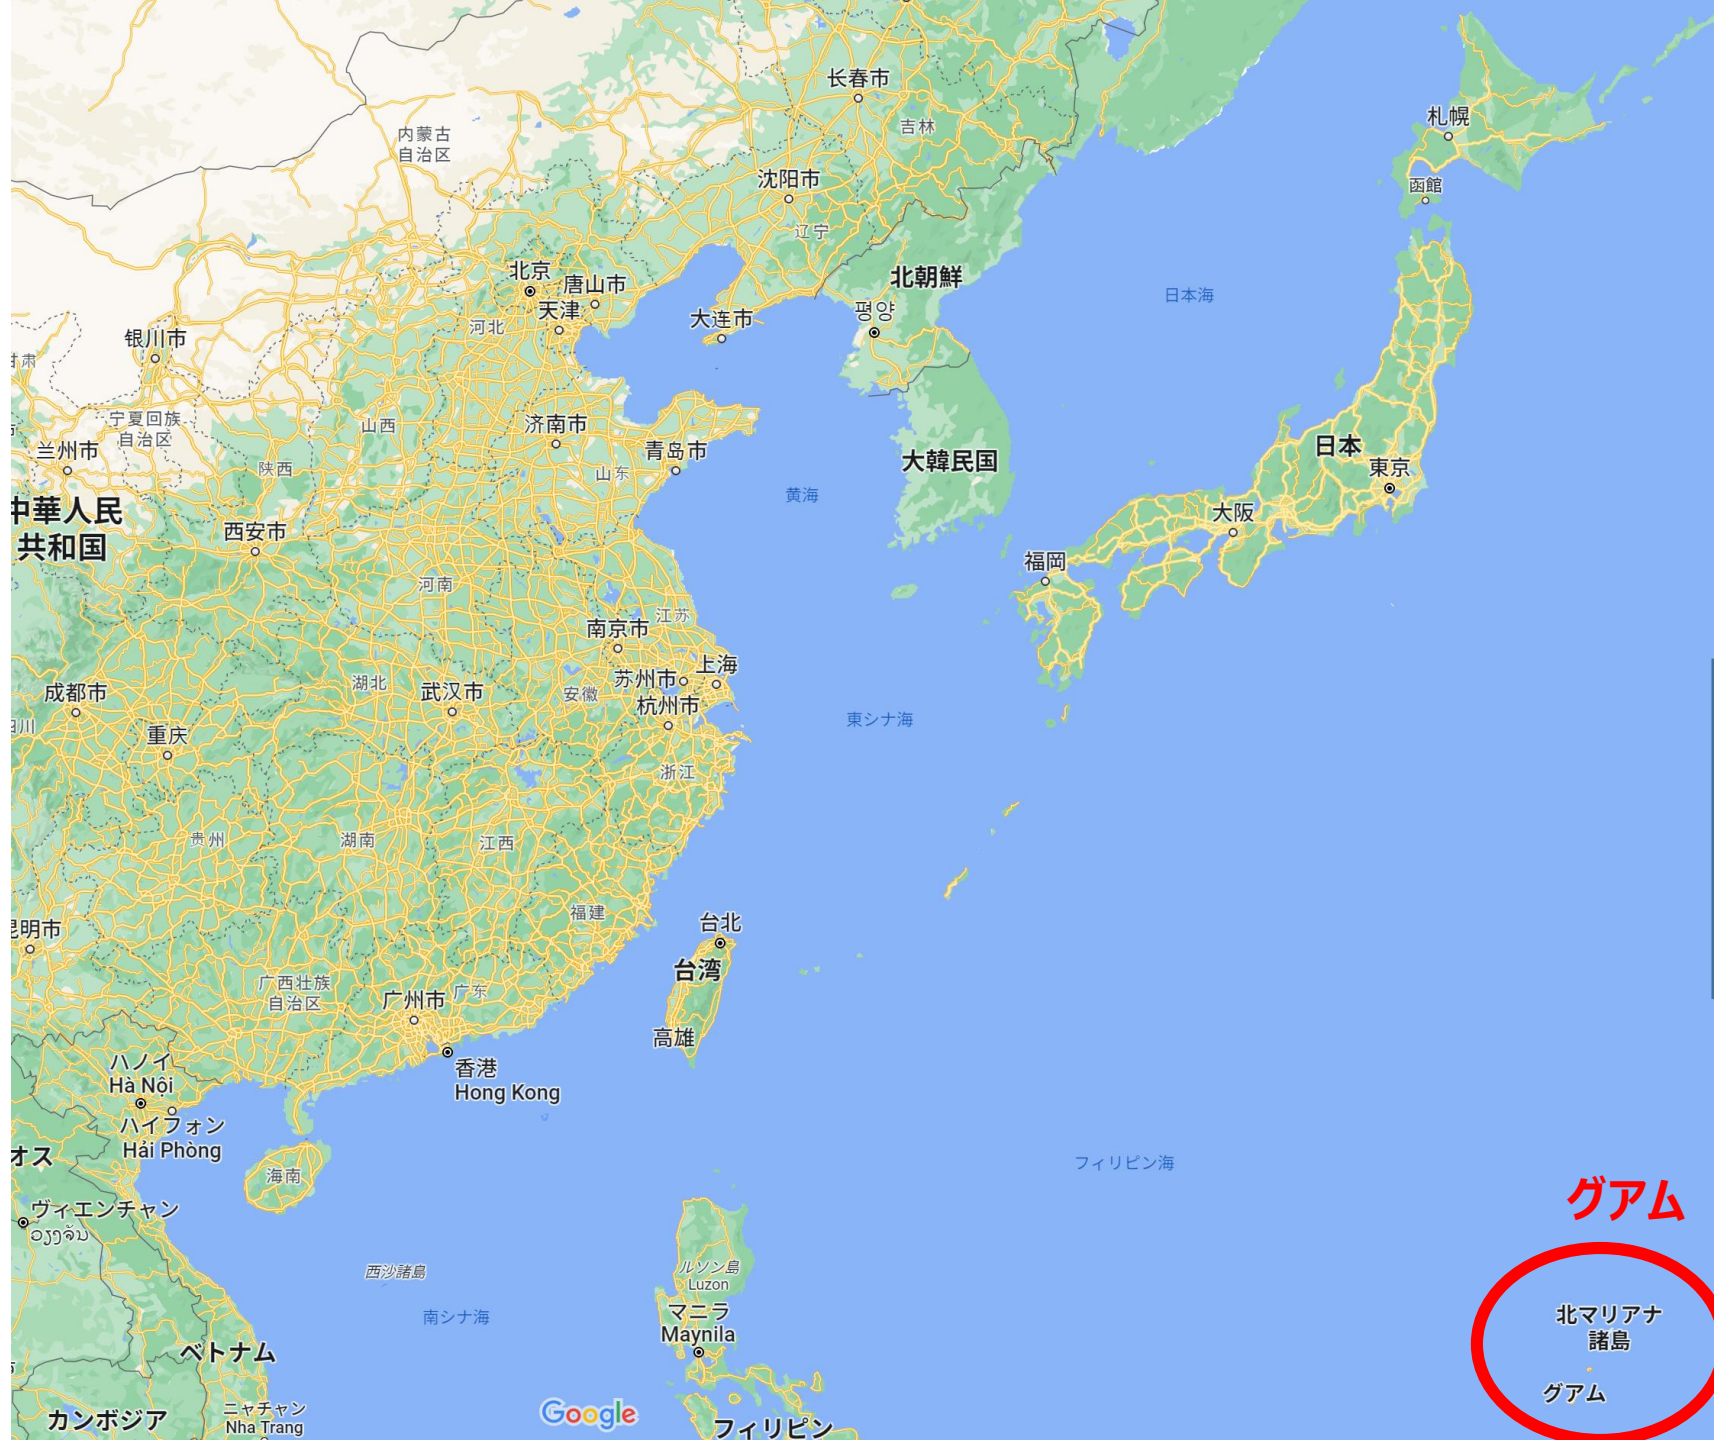 长春市
吉林
札幌
内蒙古
自治区
沈阳市
函館
辽宁
北京
唐山市
北朝鮮
天津
平양
日本海
河北
大连市
银川市
甘肃
宁夏回族
自治区
山西
济南市
兰州市
陕西
山东
青岛市
大韓民国
日本
東京
黄海
中華人民
共和国
西安市
大阪
福岡
河南
江苏
南京市
上海
苏州市
湖北
武汉市
安徽
杭州市
成都市
四川
東シナ海
重庆
浙江
贵州
湖南
江西
福建
昆明市
台北
台湾
广西壮族
自治区
广州市
广东
高雄
香港
Hong Kong
ハノイ
Hà Nội
ハイフォン
Hải Phòng
オス
海南
フィリピン海
グアム
ヴィエンチャン
ວຽງຈັນ
西沙諸島
ルソン島
Luzon
南シナ海
マニラ
Maynila
北マリアナ
諸島
グアム
ベトナム
カンボジア
ニャチャン
Nha Trang
Google
フィリピン